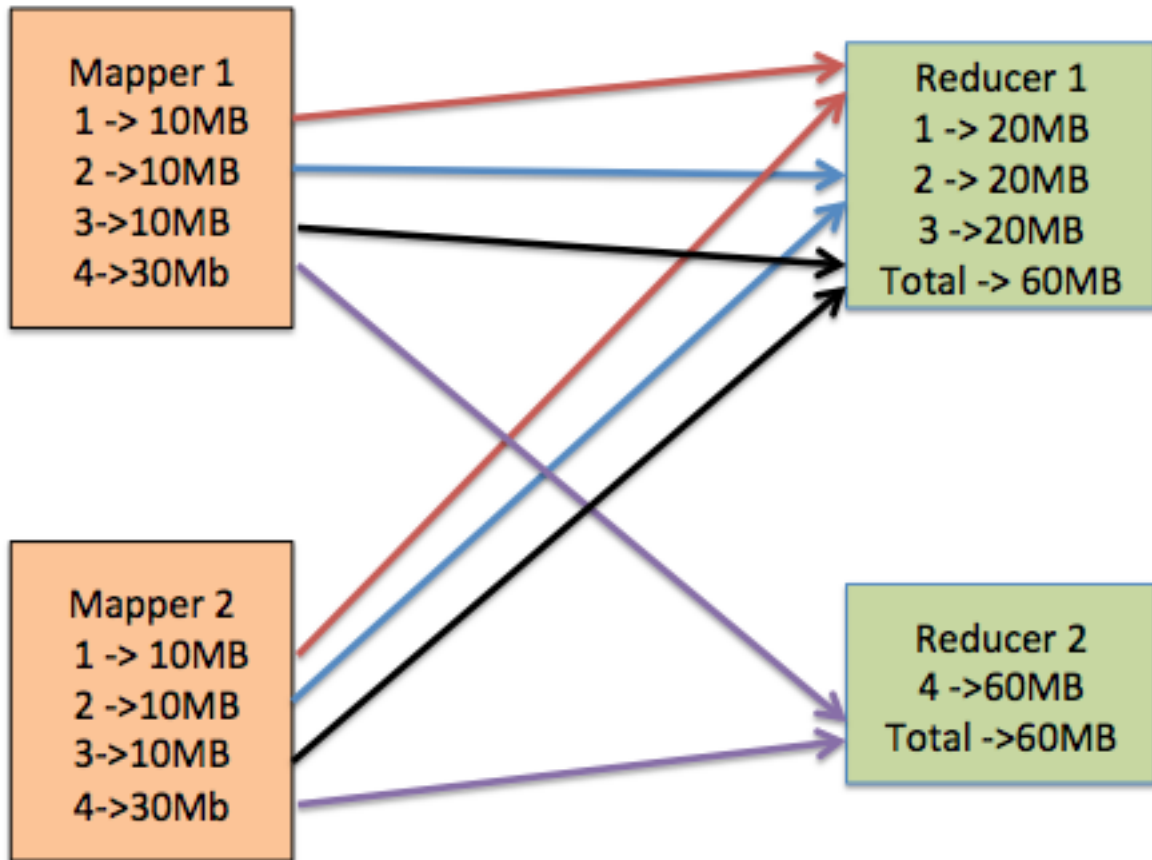 Mapper 1
1 -> 10MB
2 ->10MB
3->10MB
4->30Mb
Reducer 1
1 -> 20MB
2 -> 20MB
3 ->20MB
Total -> 60MB
Mapper 2
1 -> 10MB
2 ->10MB
3->10MB
4->30Mb
Reducer 2
4 ->60MB
Total ->60MB